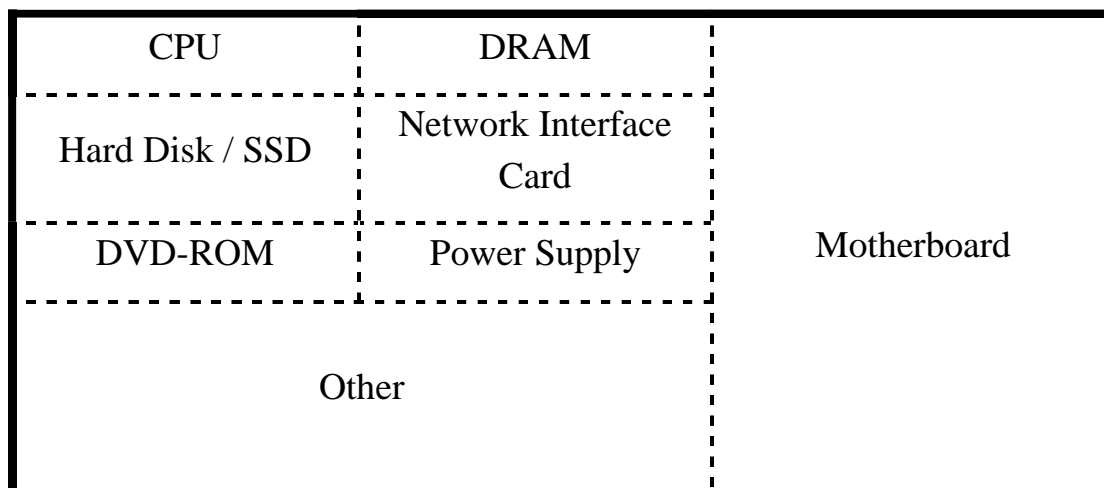 CPU
DRAM
Hard Disk / SSD
Network Interface
Card
DVD-ROM
Power Supply
Motherboard
Other